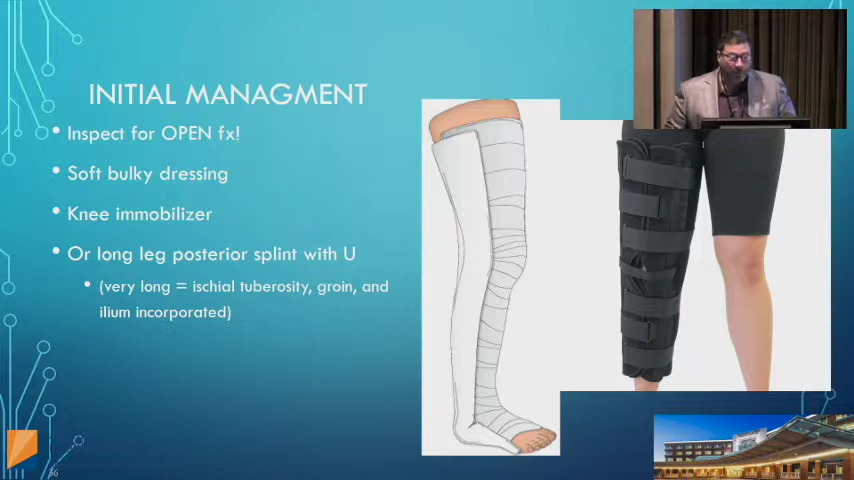 INITIAL MANAGMENT
• Inspect for OPEN fx!
• Soft bulky dressing
• Knee immobilizer
• Or long leg posterior splint with U
• (very long = ischial tuberosity, groin, and
ilium incorporated)
56